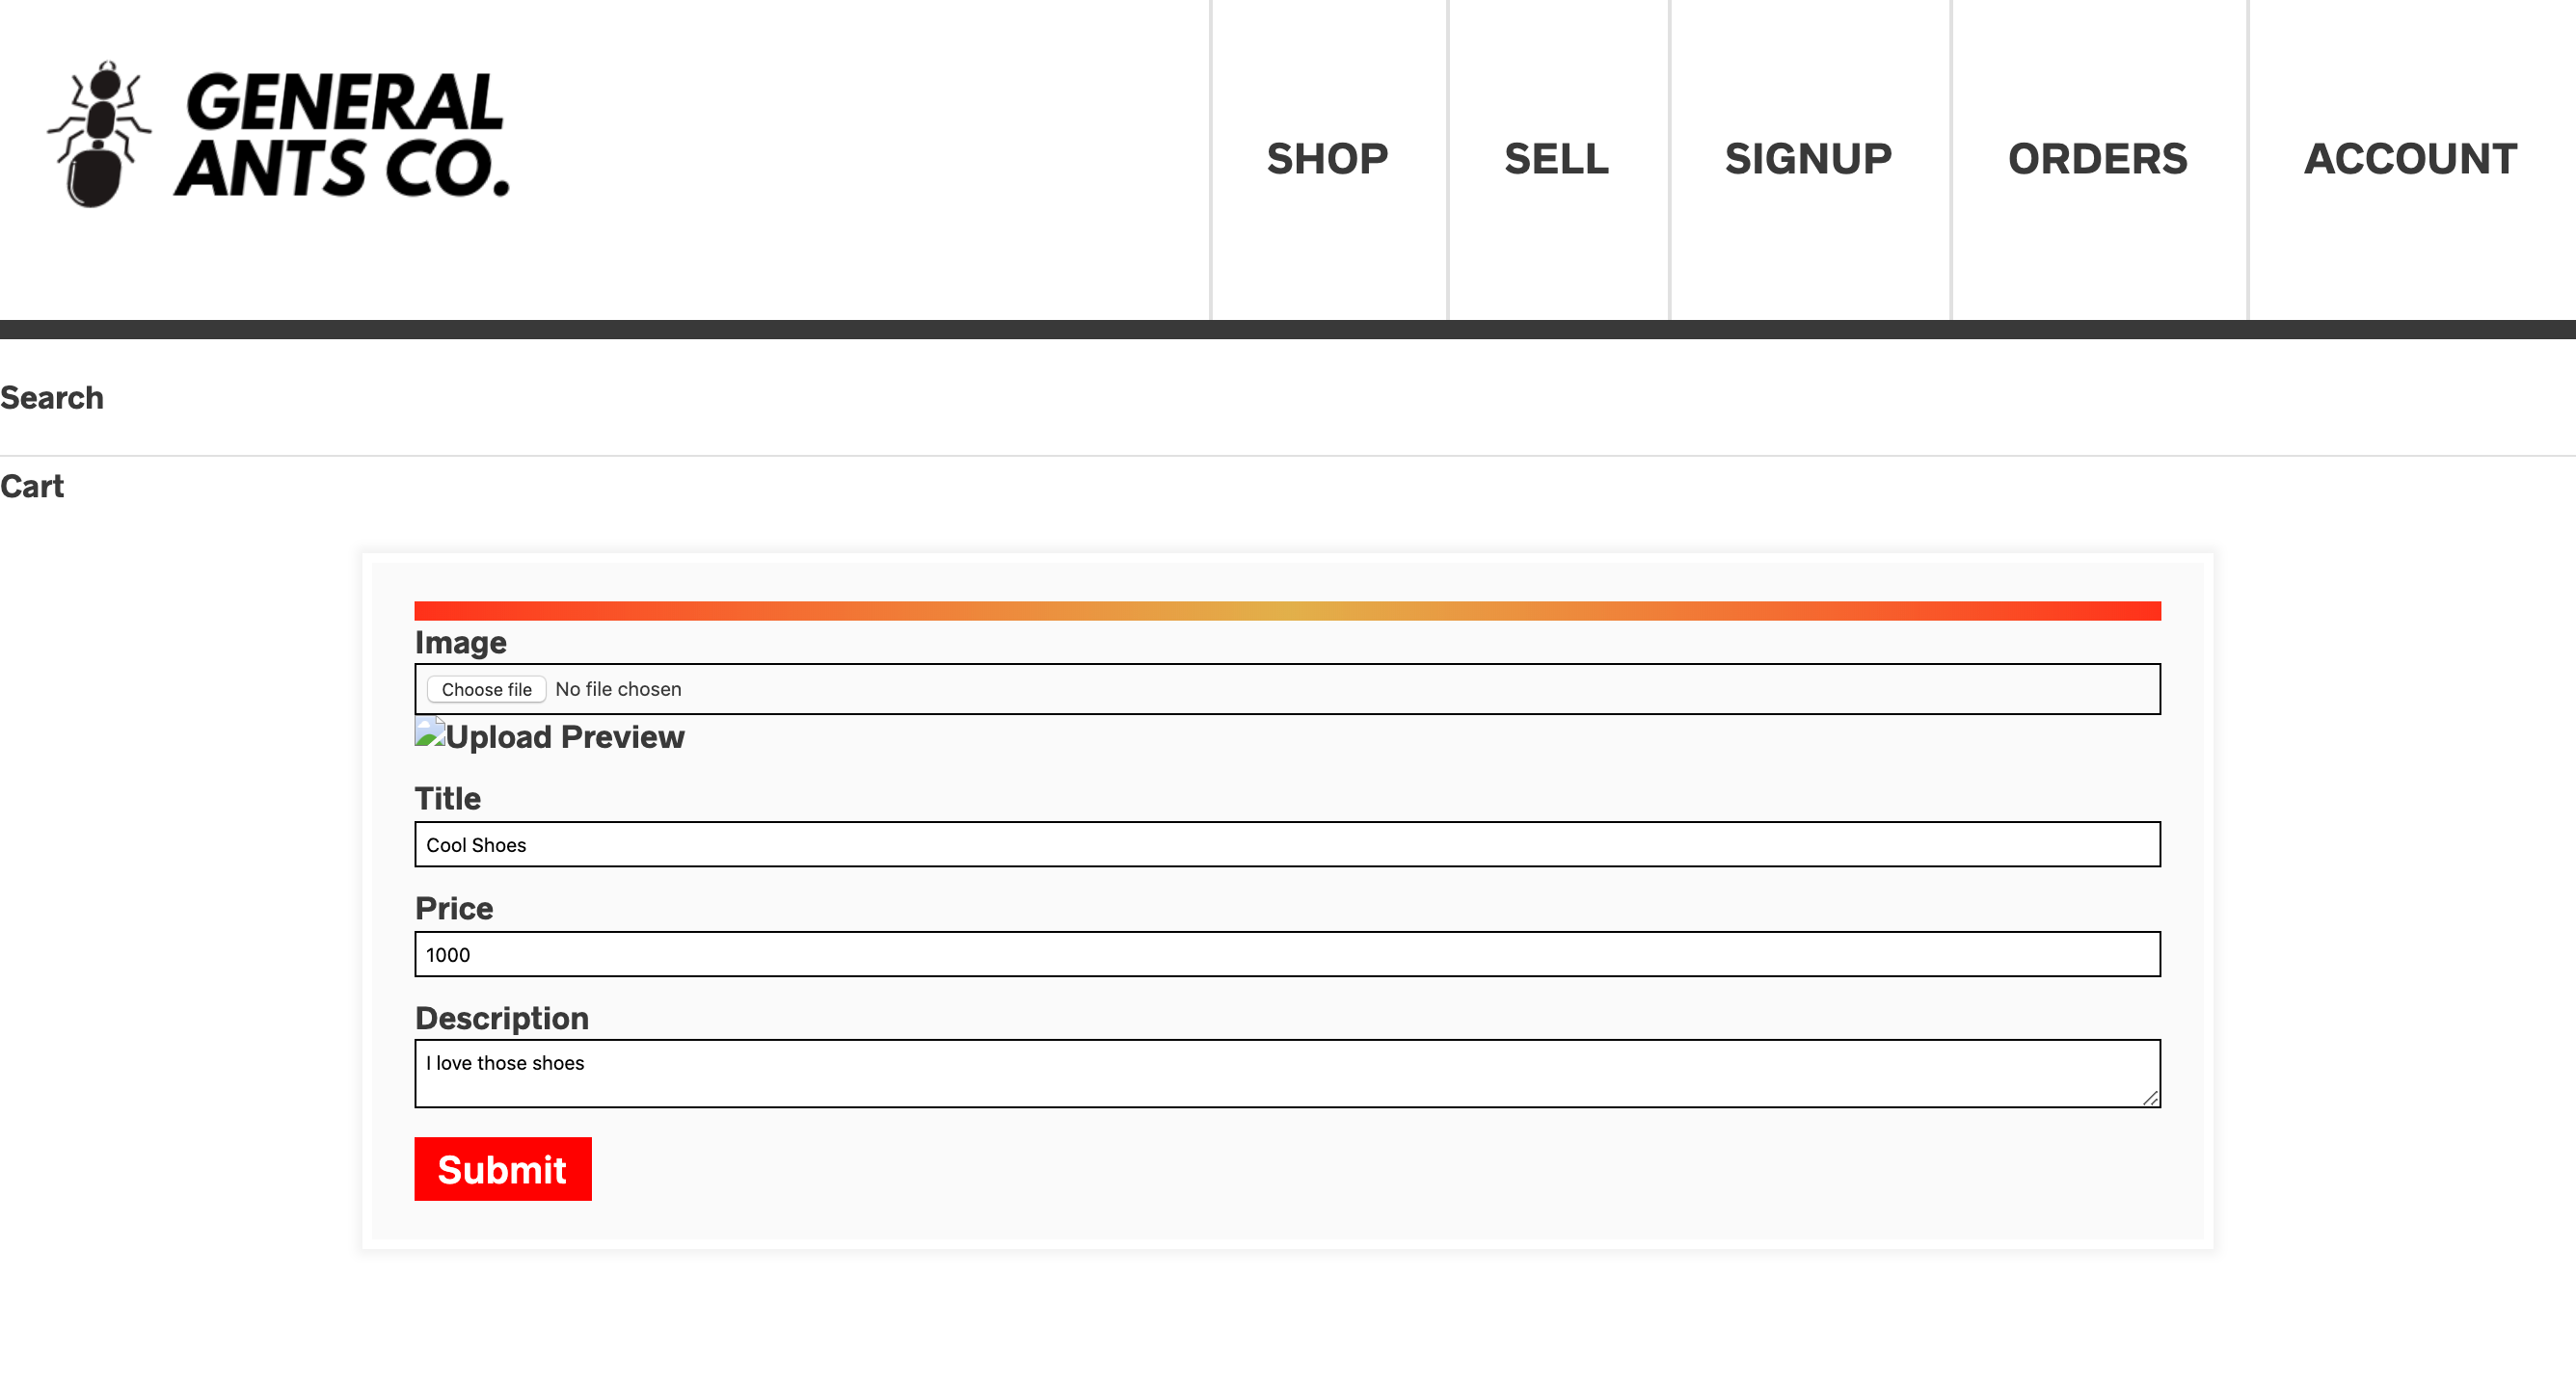 GENERAL
ANTS CO.
SHOP SELL SIGNUP ORDERS ACCOUNT
Search
Cart
Image
Choose file No file chosen
Upload Preview
Title
Cool Shoes
Price
1000
Description
I love those shoes
Submit